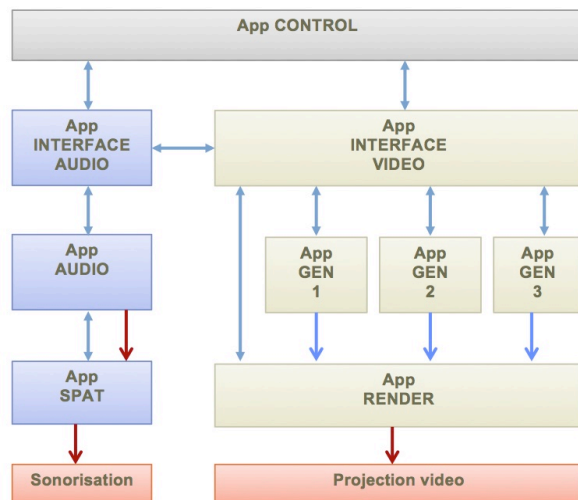 App CONTROL
App
INTERFACE
AUDIO
App
INTERFACE
VIDEO
App
AUDIO
App
GEN
1
App
GEN
2
App
GEN
3
App
SPAT
App
RENDER
Sonorisation
Projection video